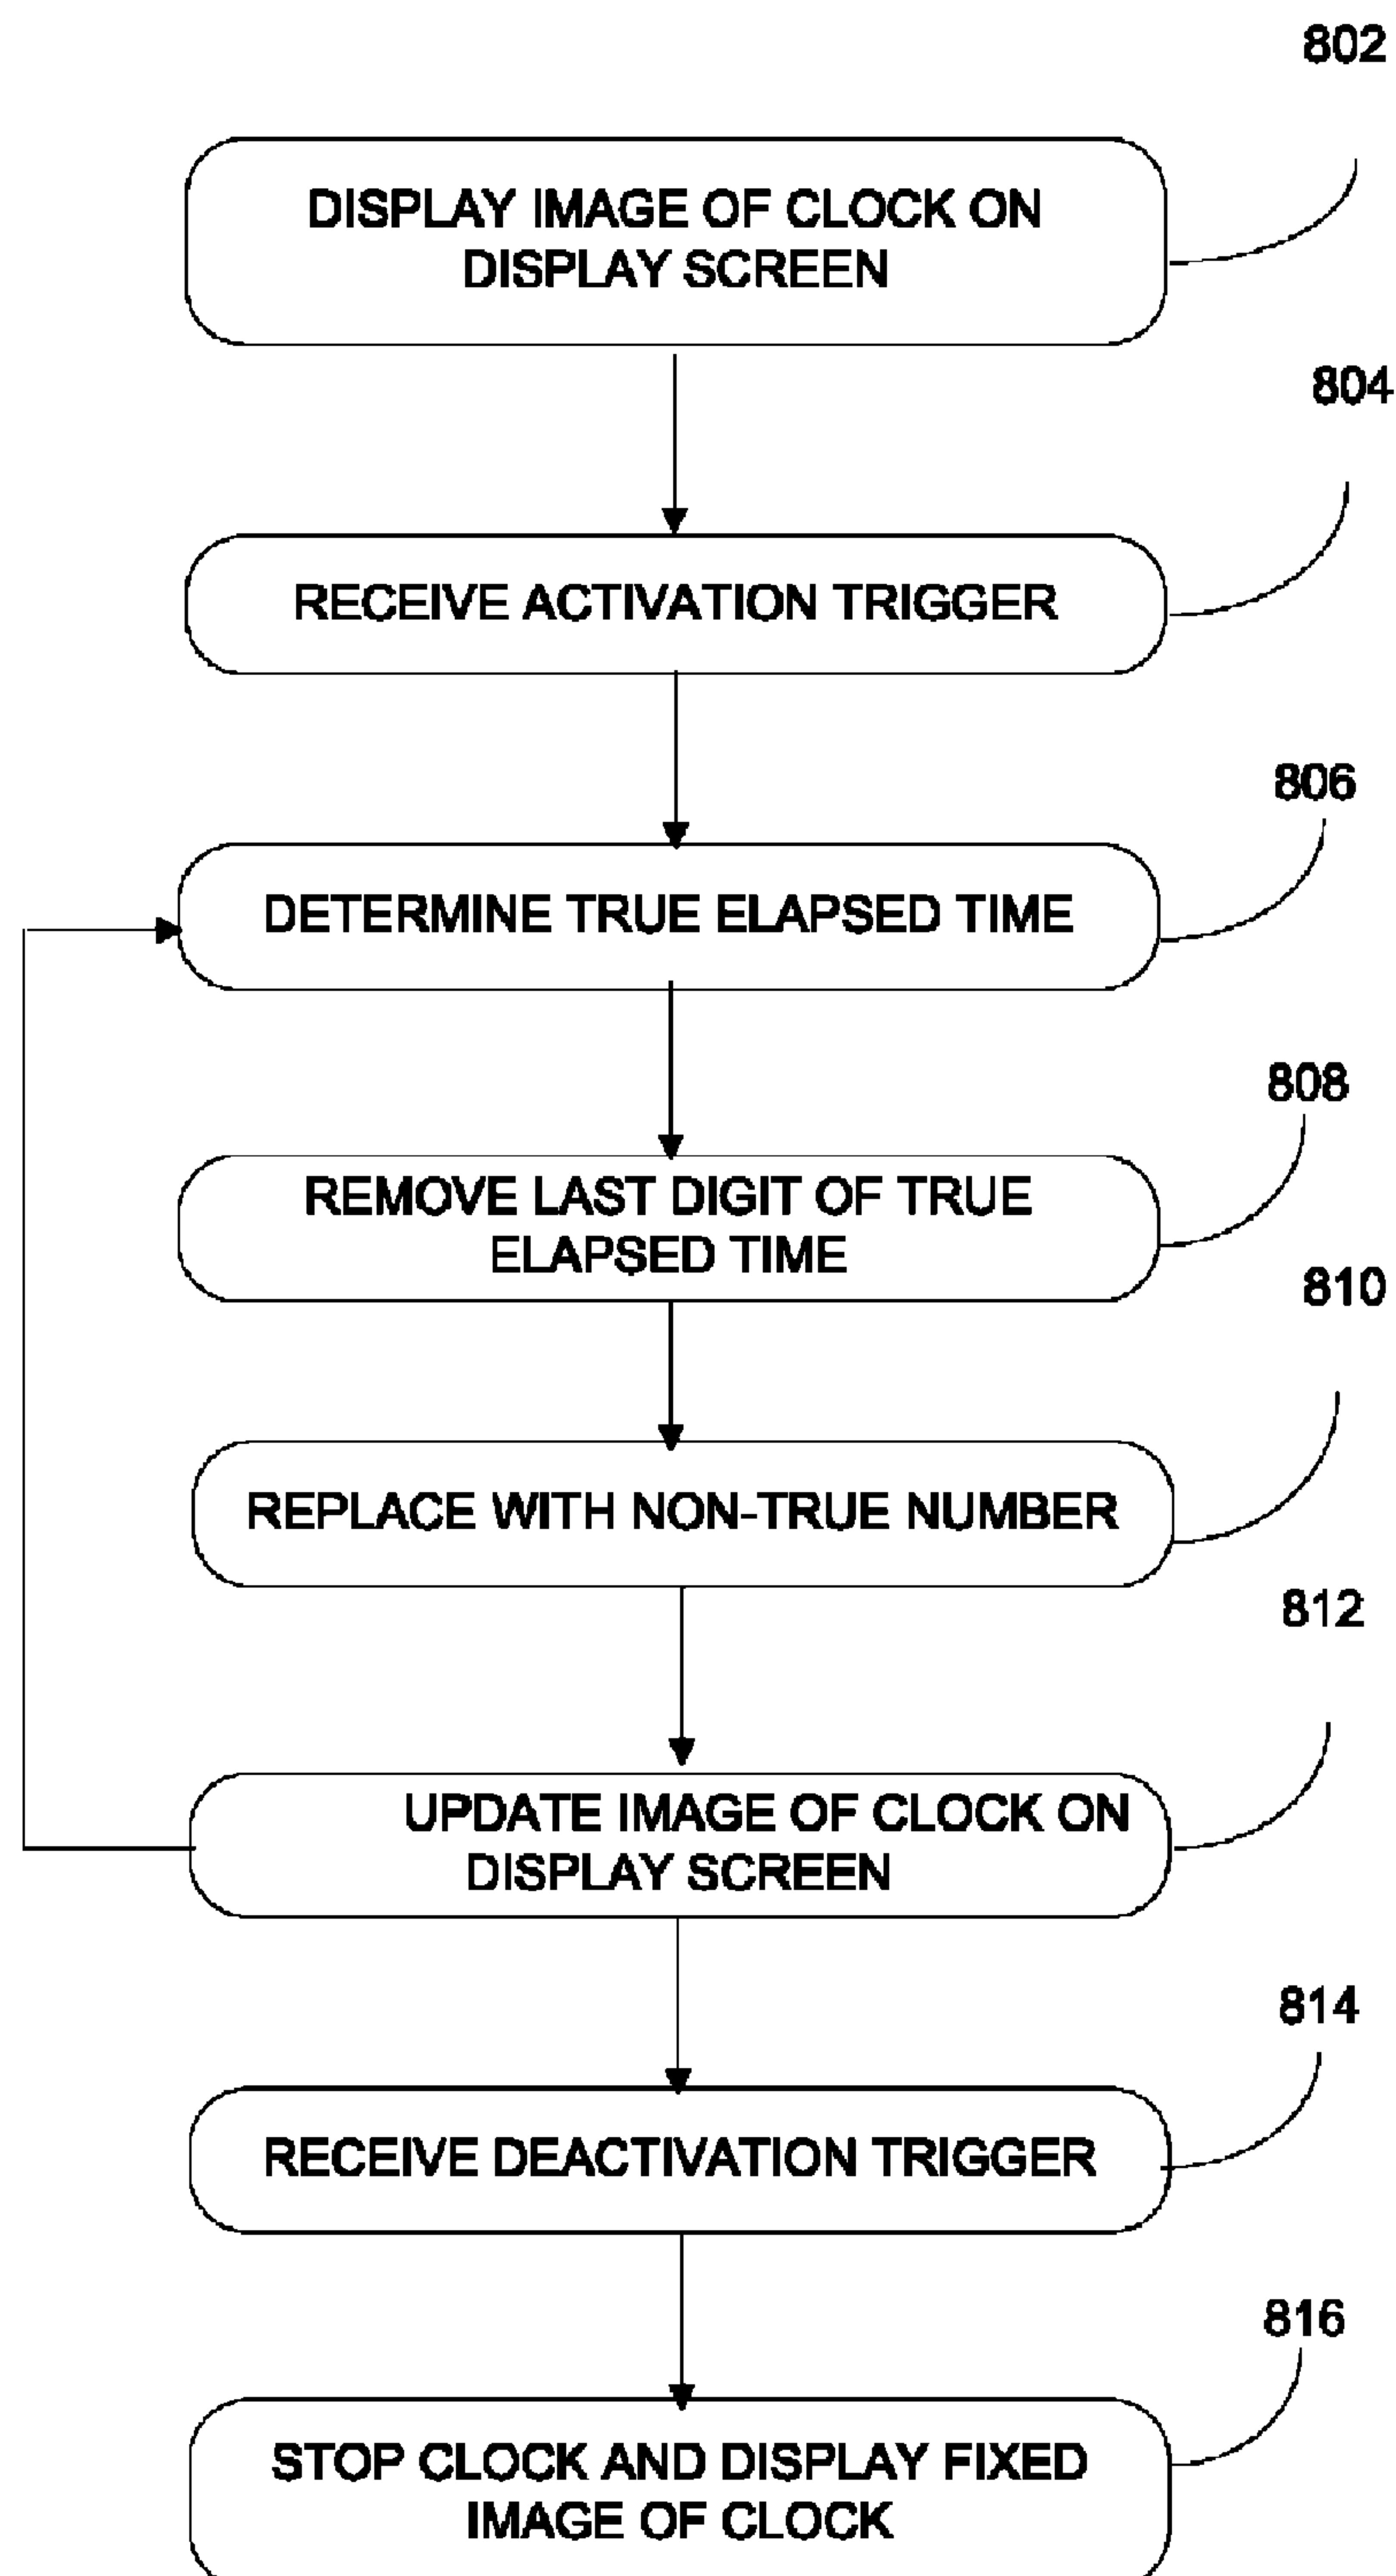 802
DISPLAY IMAGE OF CLOCK ON
DISPLAY SCREEN
804
RECEIVE ACTIVATION TRIGGER
806
DETERMINE TRUE ELAPSED TIME
808
REMOVE LAST DIGIT OF TRUE
ELAPSED TIME
810
REPLACE WITH NON-TRUE NUMBER
812
UPDATE IMAGE OF CLOCK ON
DISPLAY SCREEN
814
RECEIVE DEACTIVATION TRIGGER
816
STOP CLOCK AND DISPLAY FIXED
IMAGE OF CLOCK